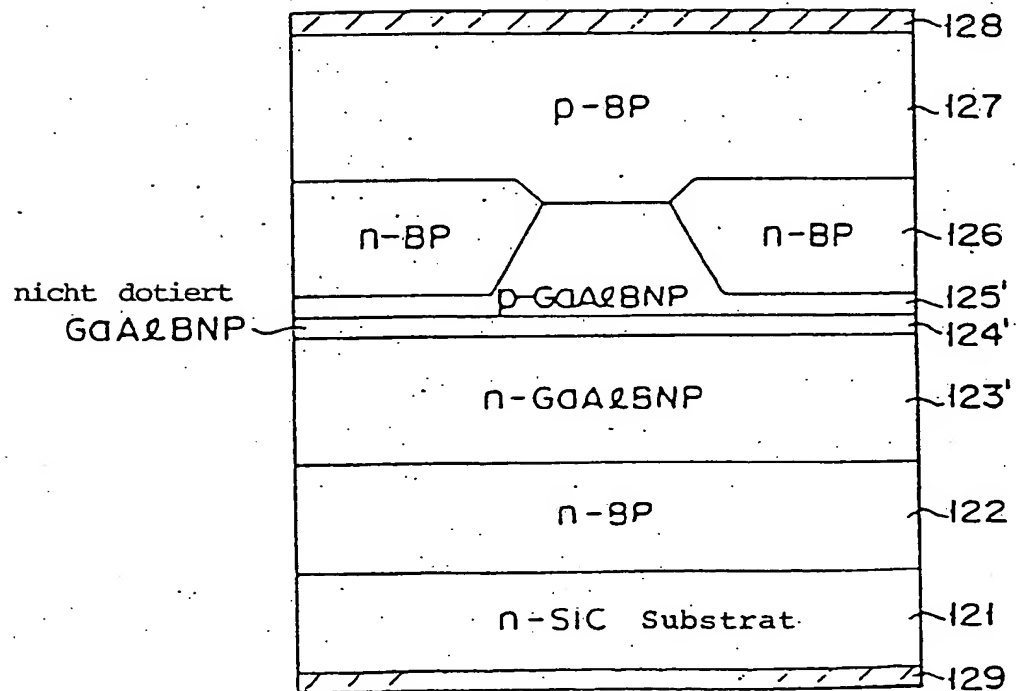 128
p-BP 127
n-BP n-BP 126
nicht dotiert p-GaAlBNP 125'
GaAlBNP 124'
n-GaAlBNP 123'
n-BP 122
n-SiC Substrat 121
129